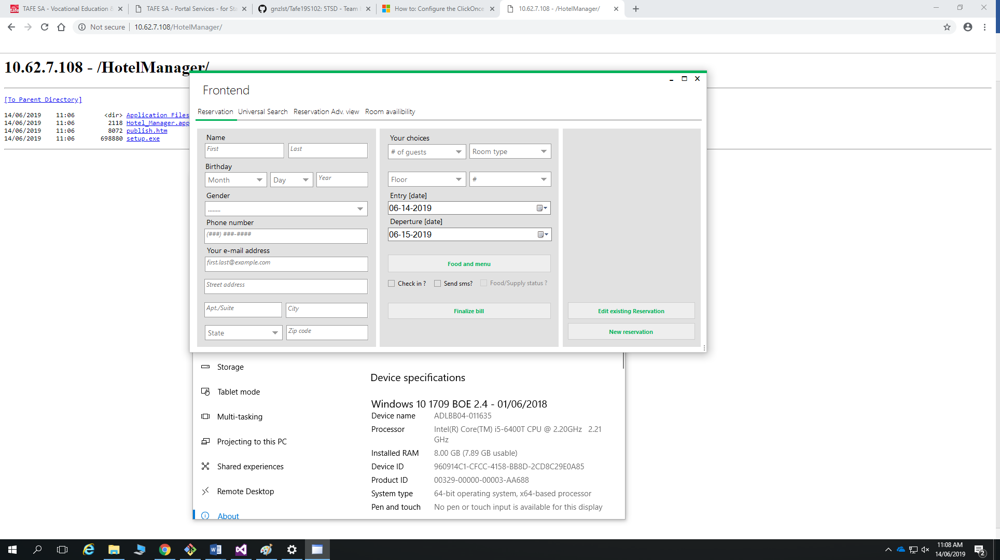 TAFE SA - Vocational Education &
TAFE SA - Portal Services - for Sta
gnzlst/Tafe19S102: 5TSD - Team
How to: Configure the ClickOnce
10.62.7.108 - /HotelManager/
Not secure
10.62.7.108/HotelManager/
10.62.7.108 - /HotelManager/
[To Parent Directory]
14/06/2019 11:06 <dir> Application Files
14/06/2019 11:06 2118 Hotel_Manager.app
14/06/2019 11:06 8072 publish.htm
14/06/2019 11:06 698880 setup.exe
Frontend
Reservation Universal Search Reservation Adv. view Room availibility
Name
First Last
Birthday
Month Day Year
Gender
........
Phone number
(###) ###-####
Your e-mail address
first.last@example.com
Street address
Apt./Suite City
State Zip code
Your choices
# of guests Room type
Floor #
Entry [date]
06-14-2019
Deperture [date]
06-15-2019
Food and menu
Check in ? Send sms? Food/Supply status ?
Finalize bill
Edit existing Reservation
New reservation
Storage
Tablet mode
Multi-tasking
Projecting to this PC
Shared experiences
Remote Desktop
About
Device specifications
Windows 10 1709 BOE 2.4 - 01/06/2018
Device name ADLBB04-011635
Processor Intel(R) Core(TM) i5-6400T CPU @ 2.20GHz 2.21
GHz
Installed RAM 8.00 GB (7.89 GB usable)
Device ID 960914C1-CFCC-4158-BB8D-2CD8C29E0A85
Product ID 00329-00000-00003-AA688
System type 64-bit operating system, x64-based processor
Pen and touch No pen or touch input is available for this display
11:08 AM
14/06/2019
2